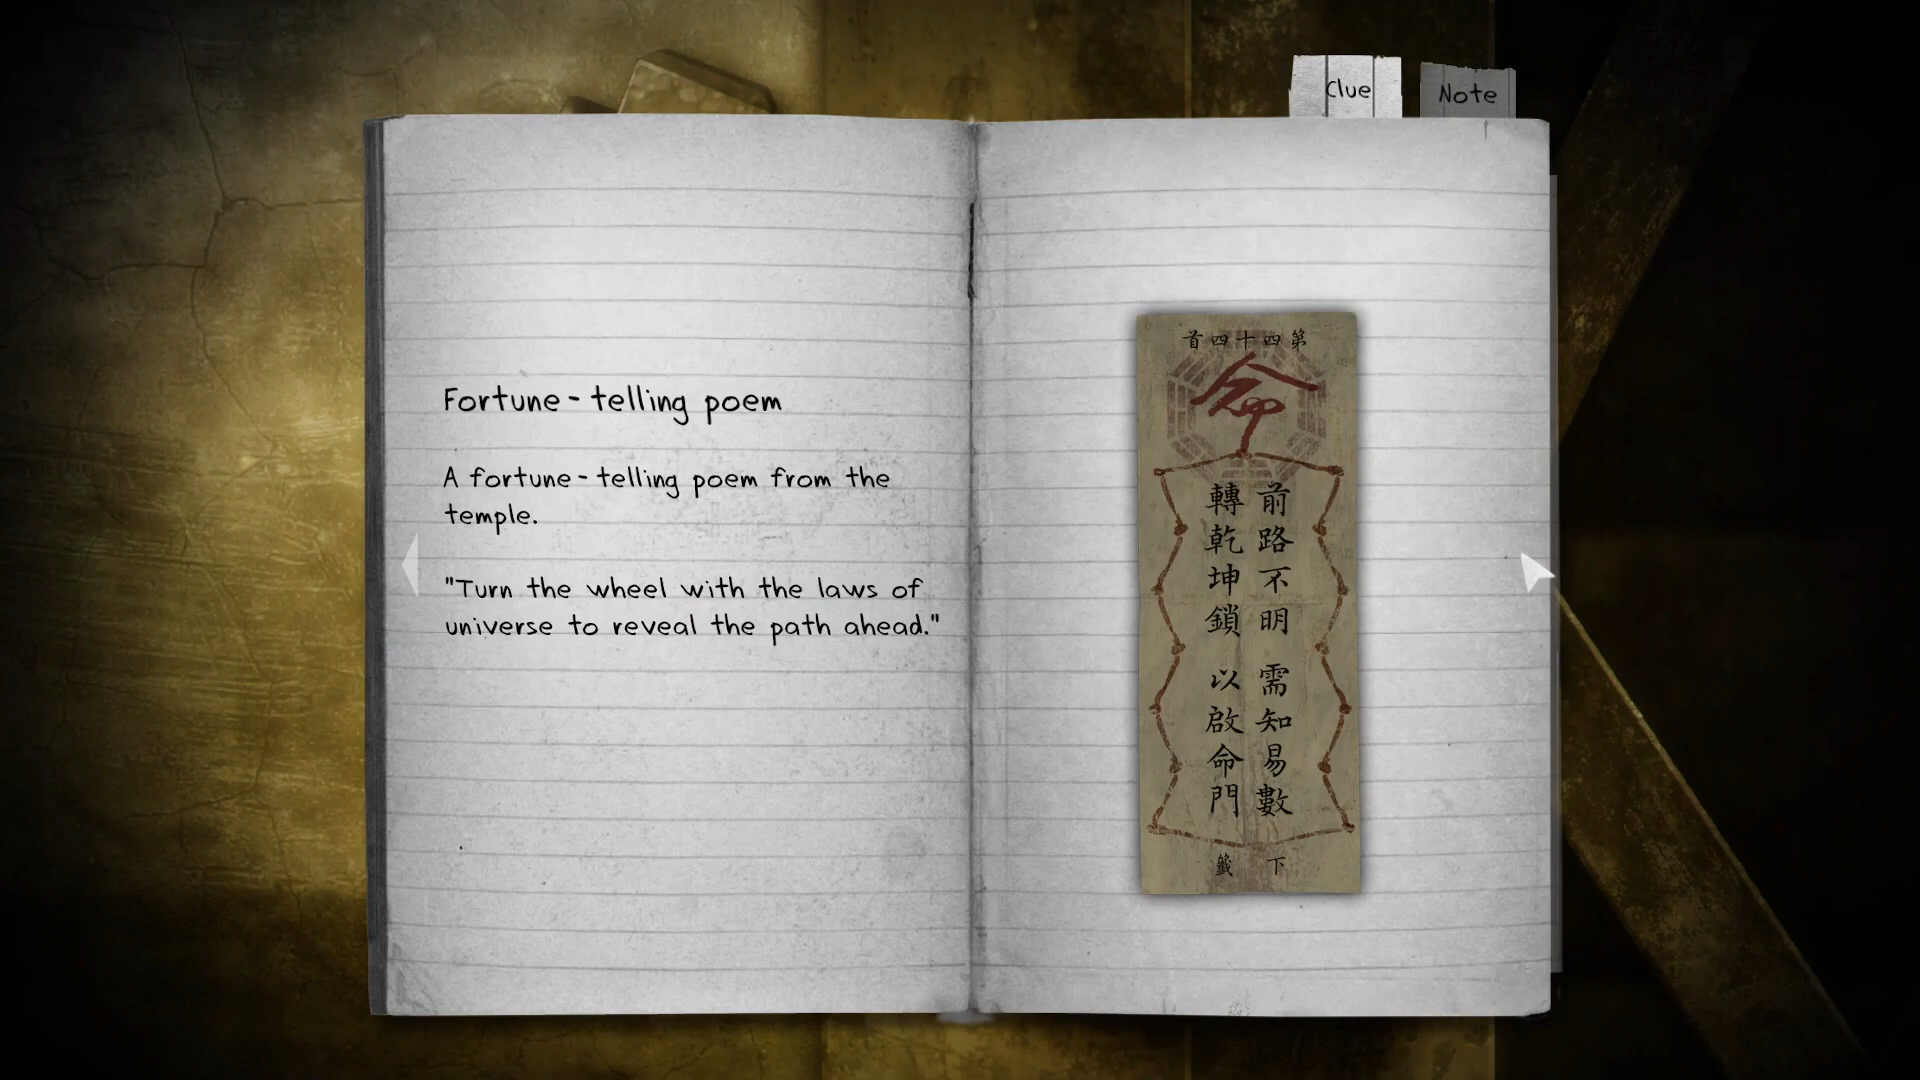 Clue
Note
Fortune-telling poem
A fortune-telling poem from the
temple.
"Turn the wheel with the laws of
universe to reveal the path ahead."
首四十四第
命
前路不明 需知易數
轉乾坤鎖 以啟命門
下籤